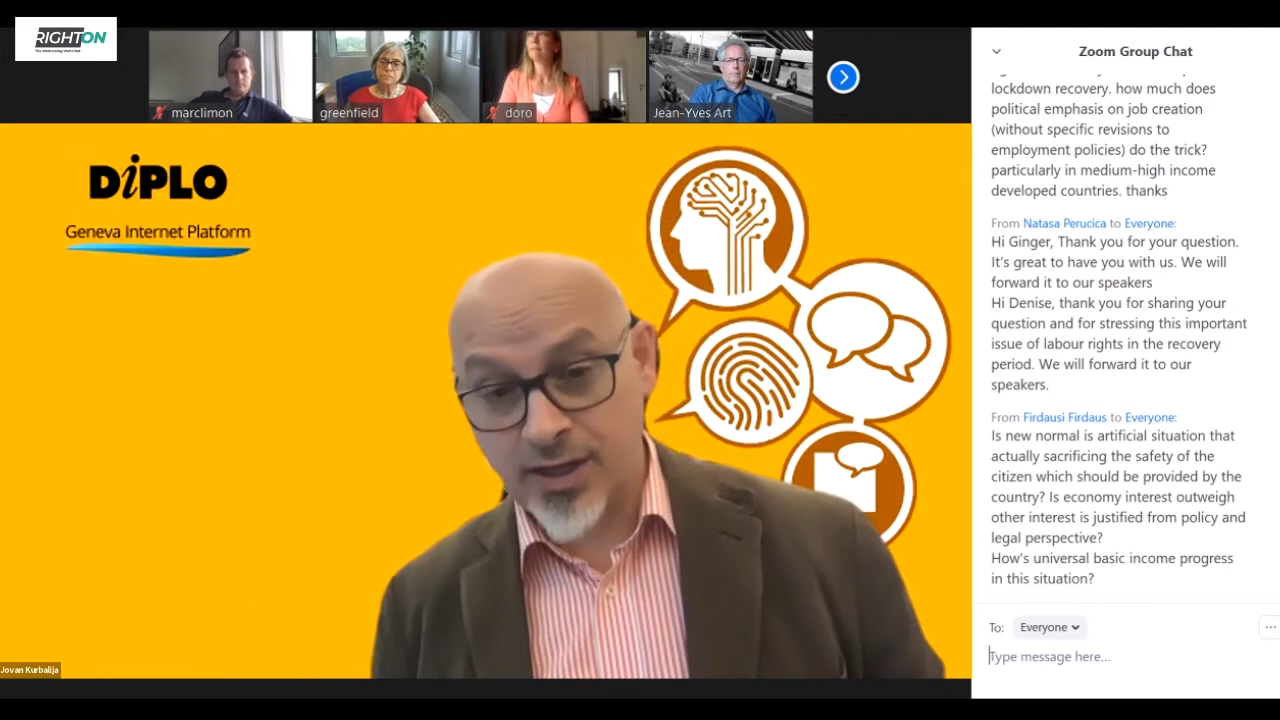 RIGHTON
The Wednesday Web Chat
marclimon
greenfield
doro
Jean-Yves Art
DiPLO
Geneva Internet Platform
Jovan Kurbalija
Zoom Group Chat
lockdown recovery. how much does
political emphasis on job creation
(without specific revisions to
employment policies) do the trick?
particularly in medium-high income
developed countries. thanks
From Natasa Perucica to Everyone:
Hi Ginger, Thank you for your question.
It's great to have you with us. We will
forward it to our speakers
Hi Denise, thank you for sharing your
question and for stressing this important
issue of labour rights in the recovery
period. We will forward it to our
speakers.
From Firdausi Firdaus to Everyone:
Is new normal is artificial situation that
actually sacrificing the safety of the
citizen which should be provided by the
country? Is economy interest outweigh
other interest is justified from policy and
legal perspective?
How's universal basic income progress
in this situation?
To: Everyone
Type message here...